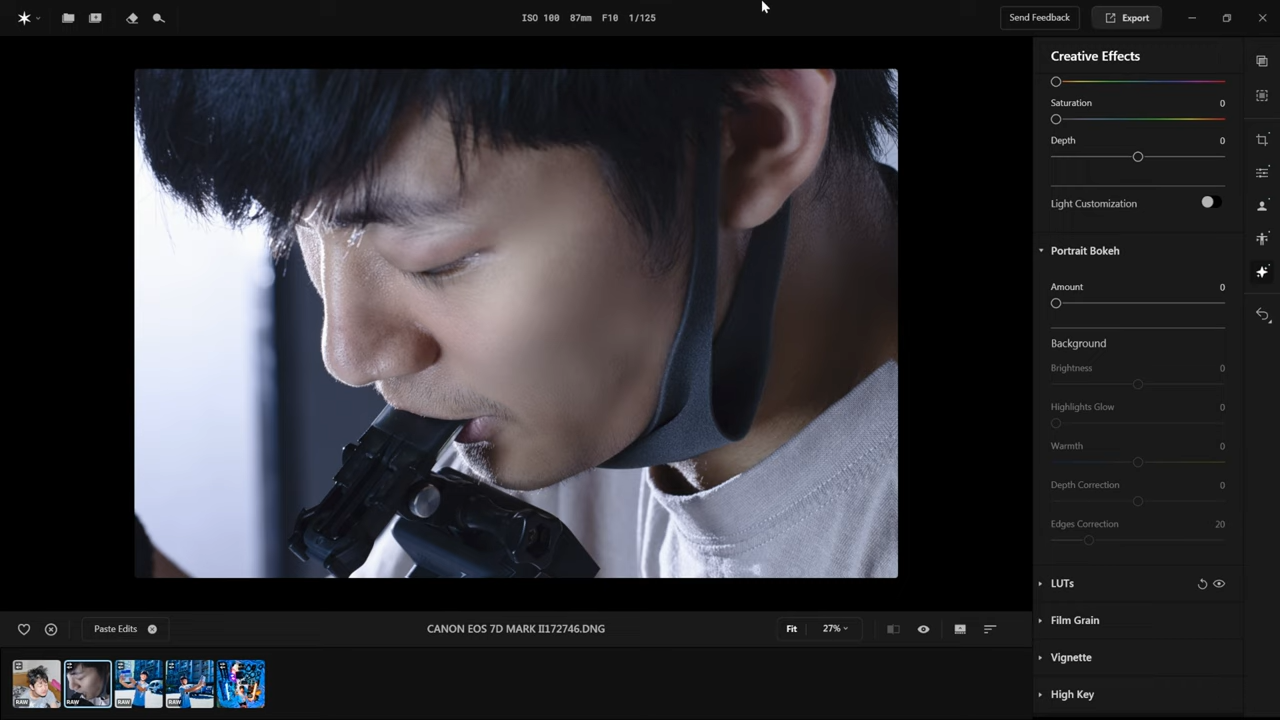 ISO 100 87mm F10 1/125
Send Feedback
Export
Creative Effects
Saturation 0
Depth 0
Light Customization
Portrait Bokeh
Amount 0
Background
Brightness 0
Highlights Glow 0
Warmth 0
Depth Correction 0
Edges Correction 20
LUTs
Film Grain
Vignette
High Key
Paste Edits
CANON EOS 7D MARK II172746.DNG
Fit 27%
RAW RAW RAW RAW